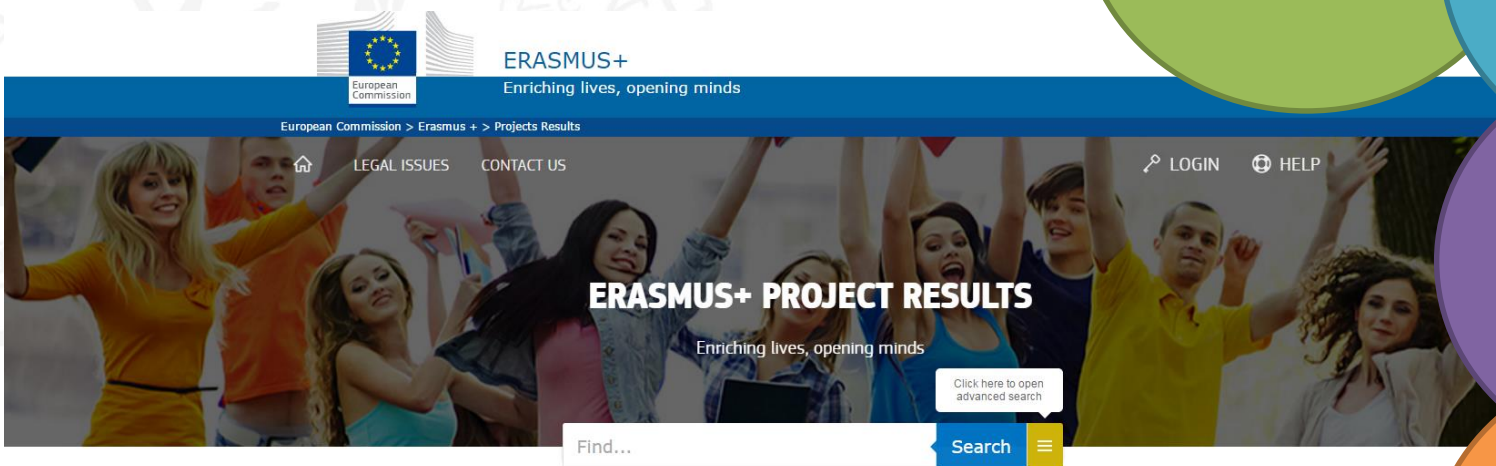 ERASMUS+
European
Commission
Enriching lives, opening minds
European Commission > Erasmus + > Projects Results
LEGAL ISSUES CONTACT US LOGIN HELP
ERASMUS+ PROJECT RESULTS
Enriching lives, opening minds
Click here to open
advanced search
Find... Search